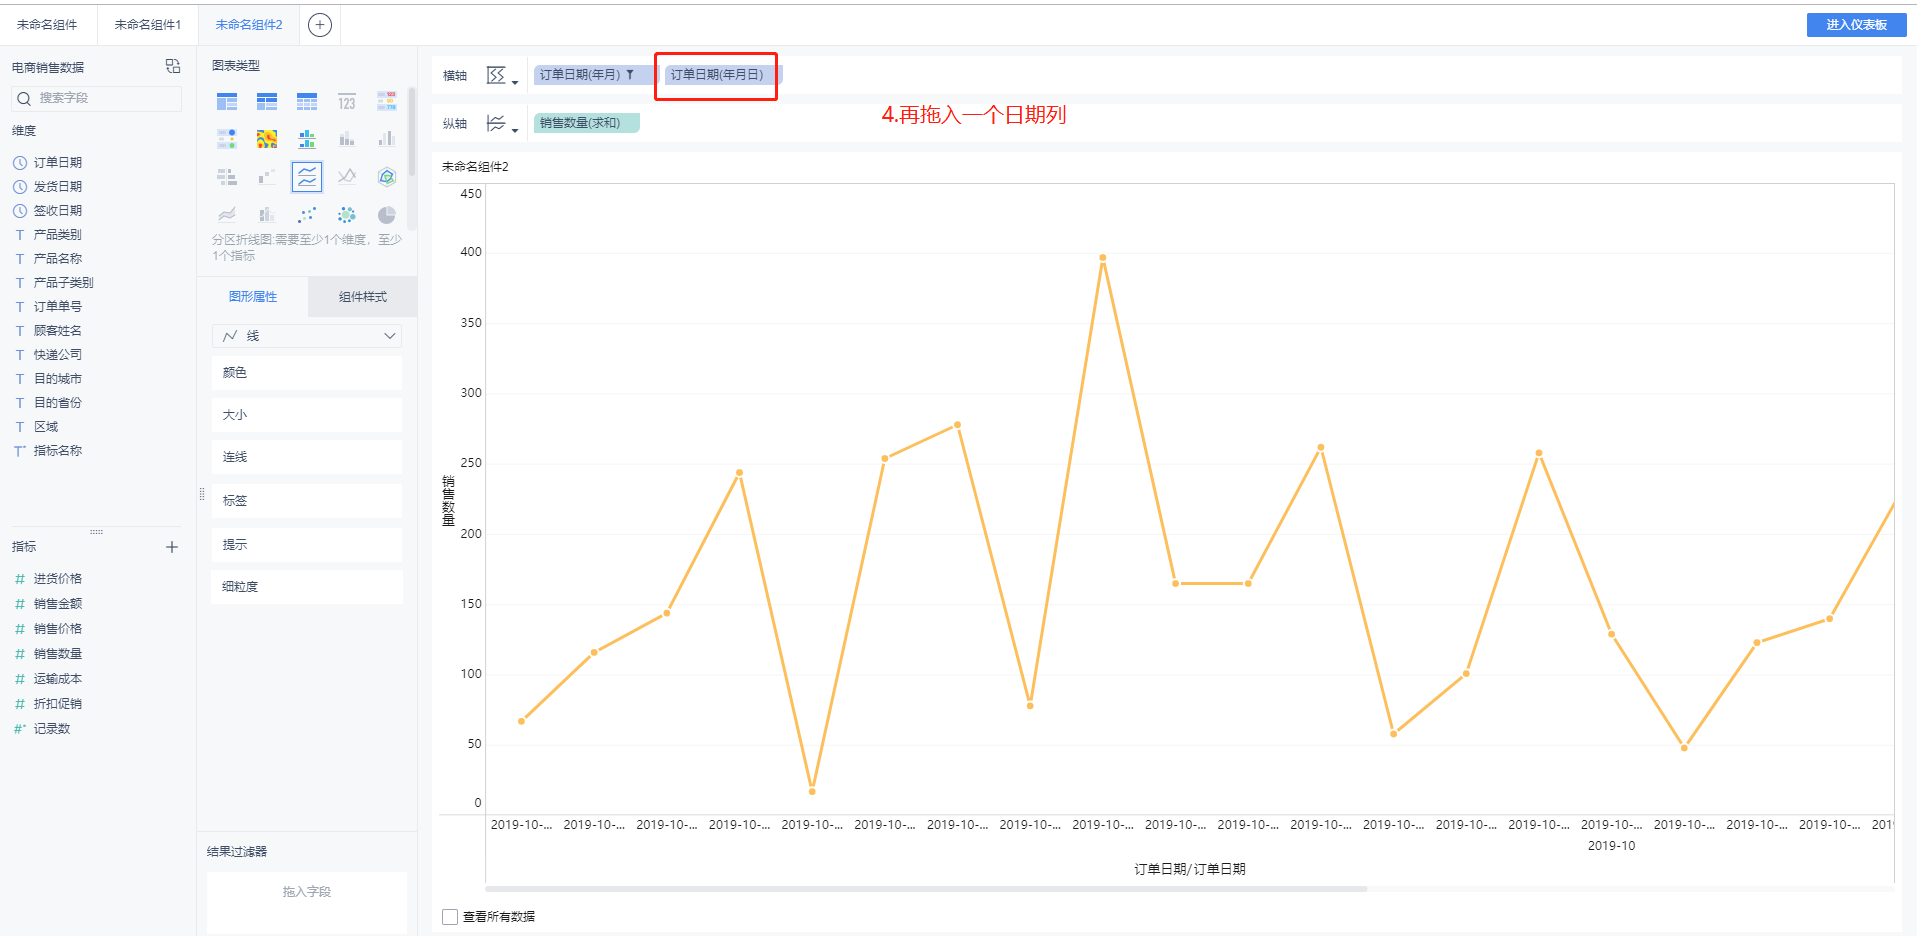 未命名组件
未命名组件1
未命名组件2
进入仪表板
电商销售数据
搜索字段
维度
订单日期
发货日期
签收日期
T 产品类别
T 产品名称
T 产品子类别
T 订单单号
T 顾客姓名
T 快递公司
T 目的城市
T 目的省份
T 区域
T* 指标名称
指标
# 进货价格
# 销售金额
# 销售价格
# 销售数量
# 运输成本
# 折扣促销
#* 记录数
图表类型
123
分区折线图:需要至少1个维度，至少
1个指标
图形属性
组件样式
线
颜色
大小
连线
标签
提示
细粒度
结果过滤器
拖入字段
横轴
订单日期(年月)
订单日期(年月日)
纵轴
销售数量(求和)
4.再拖入一个日期列
未命名组件2
450
400
350
300
250
200
150
100
50
0
销售数量
2019-10-... 2019-10-... 2019-10-... 2019-10-... 2019-10-... 2019-10-... 2019-10-... 2019-10-... 2019-10-... 2019-10-... 2019-10-... 2019-10-... 2019-10-... 2019-10-... 2019-10-... 2019-10-... 2019-10-... 2019-10-... 2019-10-... 201
2019-10
订单日期/订单日期
查看所有数据